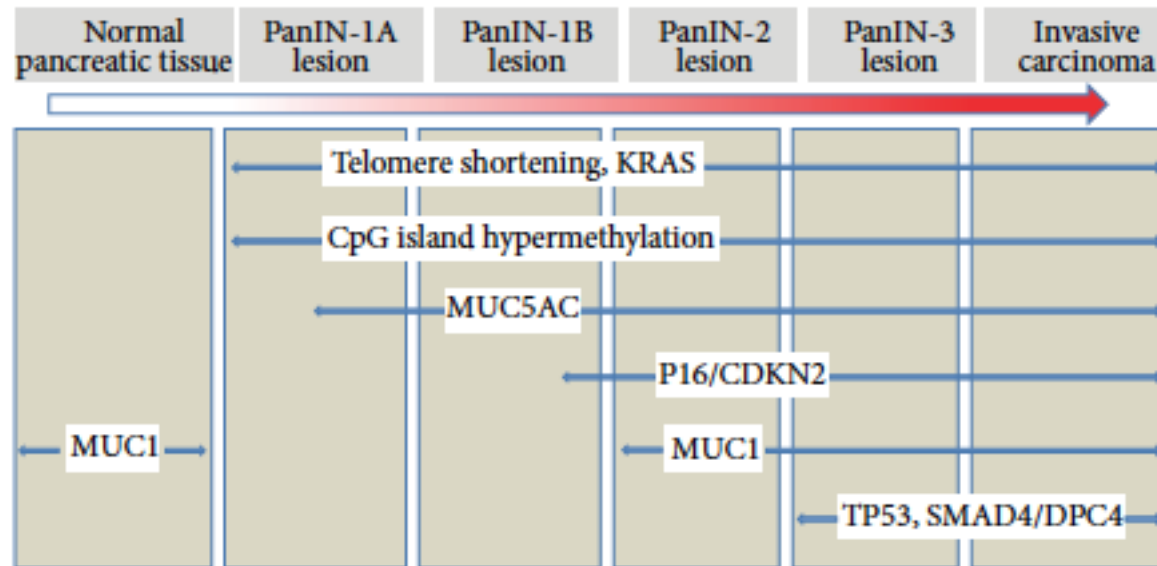 Normal
pancreatic tissue
PanIN-1A
lesion
PanIN-1B
lesion
PanIN-2
lesion
PanIN-3
lesion
Invasive
carcinoma
Telomere shortening, KRAS
CpG island hypermethylation
MUC5AC
P16/CDKN2
MUC1
MUC1
TP53, SMAD4/DPC4